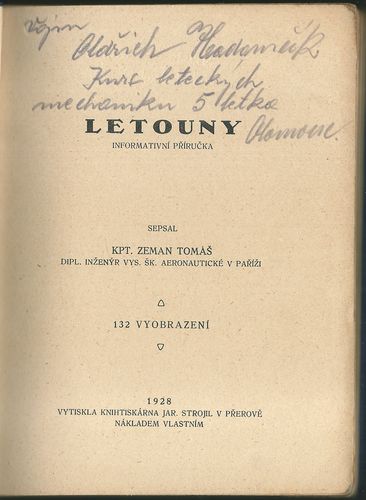 Vojín
Oldřich Hadamčík
Kurs leteckých
mechaniků 5 letka
Olomouc.
LETOUNY
INFORMATIVNÍ PŘÍRUČKA
SEPSAL
KPT. ZEMAN TOMÁŠ
DIPL. INŽENÝR VYS. ŠK. AERONAUTICKÉ V PAŘÍŽI
132 VYOBRAZENÍ
1928
VYTISKLA KNIHTISKÁRNA JAR. STROJIL V PŘEROVĚ
NÁKLADEM VLASTNÍM